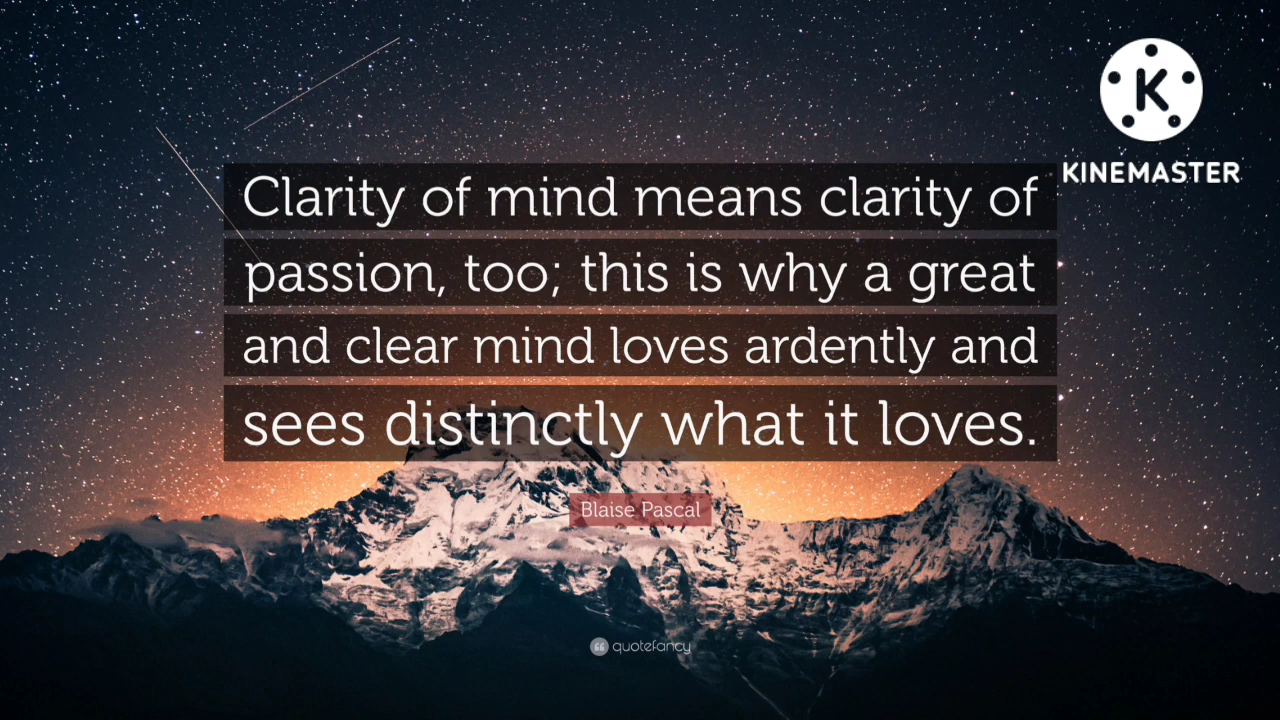 K
KINEMASTER
Clarity of mind means clarity of
passion, too; this is why a great
and clear mind loves ardently and
sees distinctly what it loves.
Blaise Pascal
quotefancy